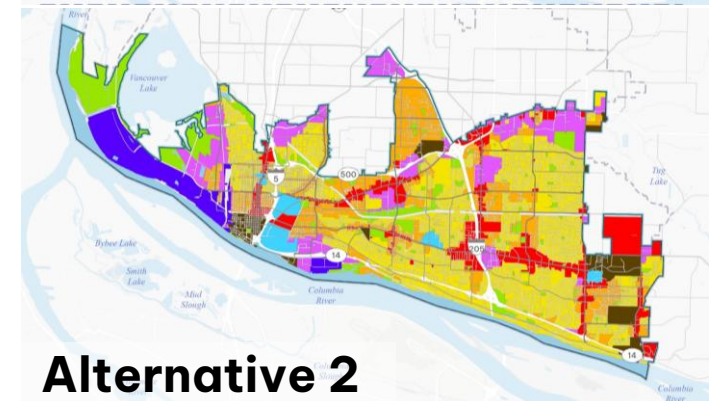 River
Vancouver
Lake
5
500
205
14
Bybee Lake
Smith
Lake
Mud
Slough
Columbia
River
Lake
14
Columbia
River
Alternative 2